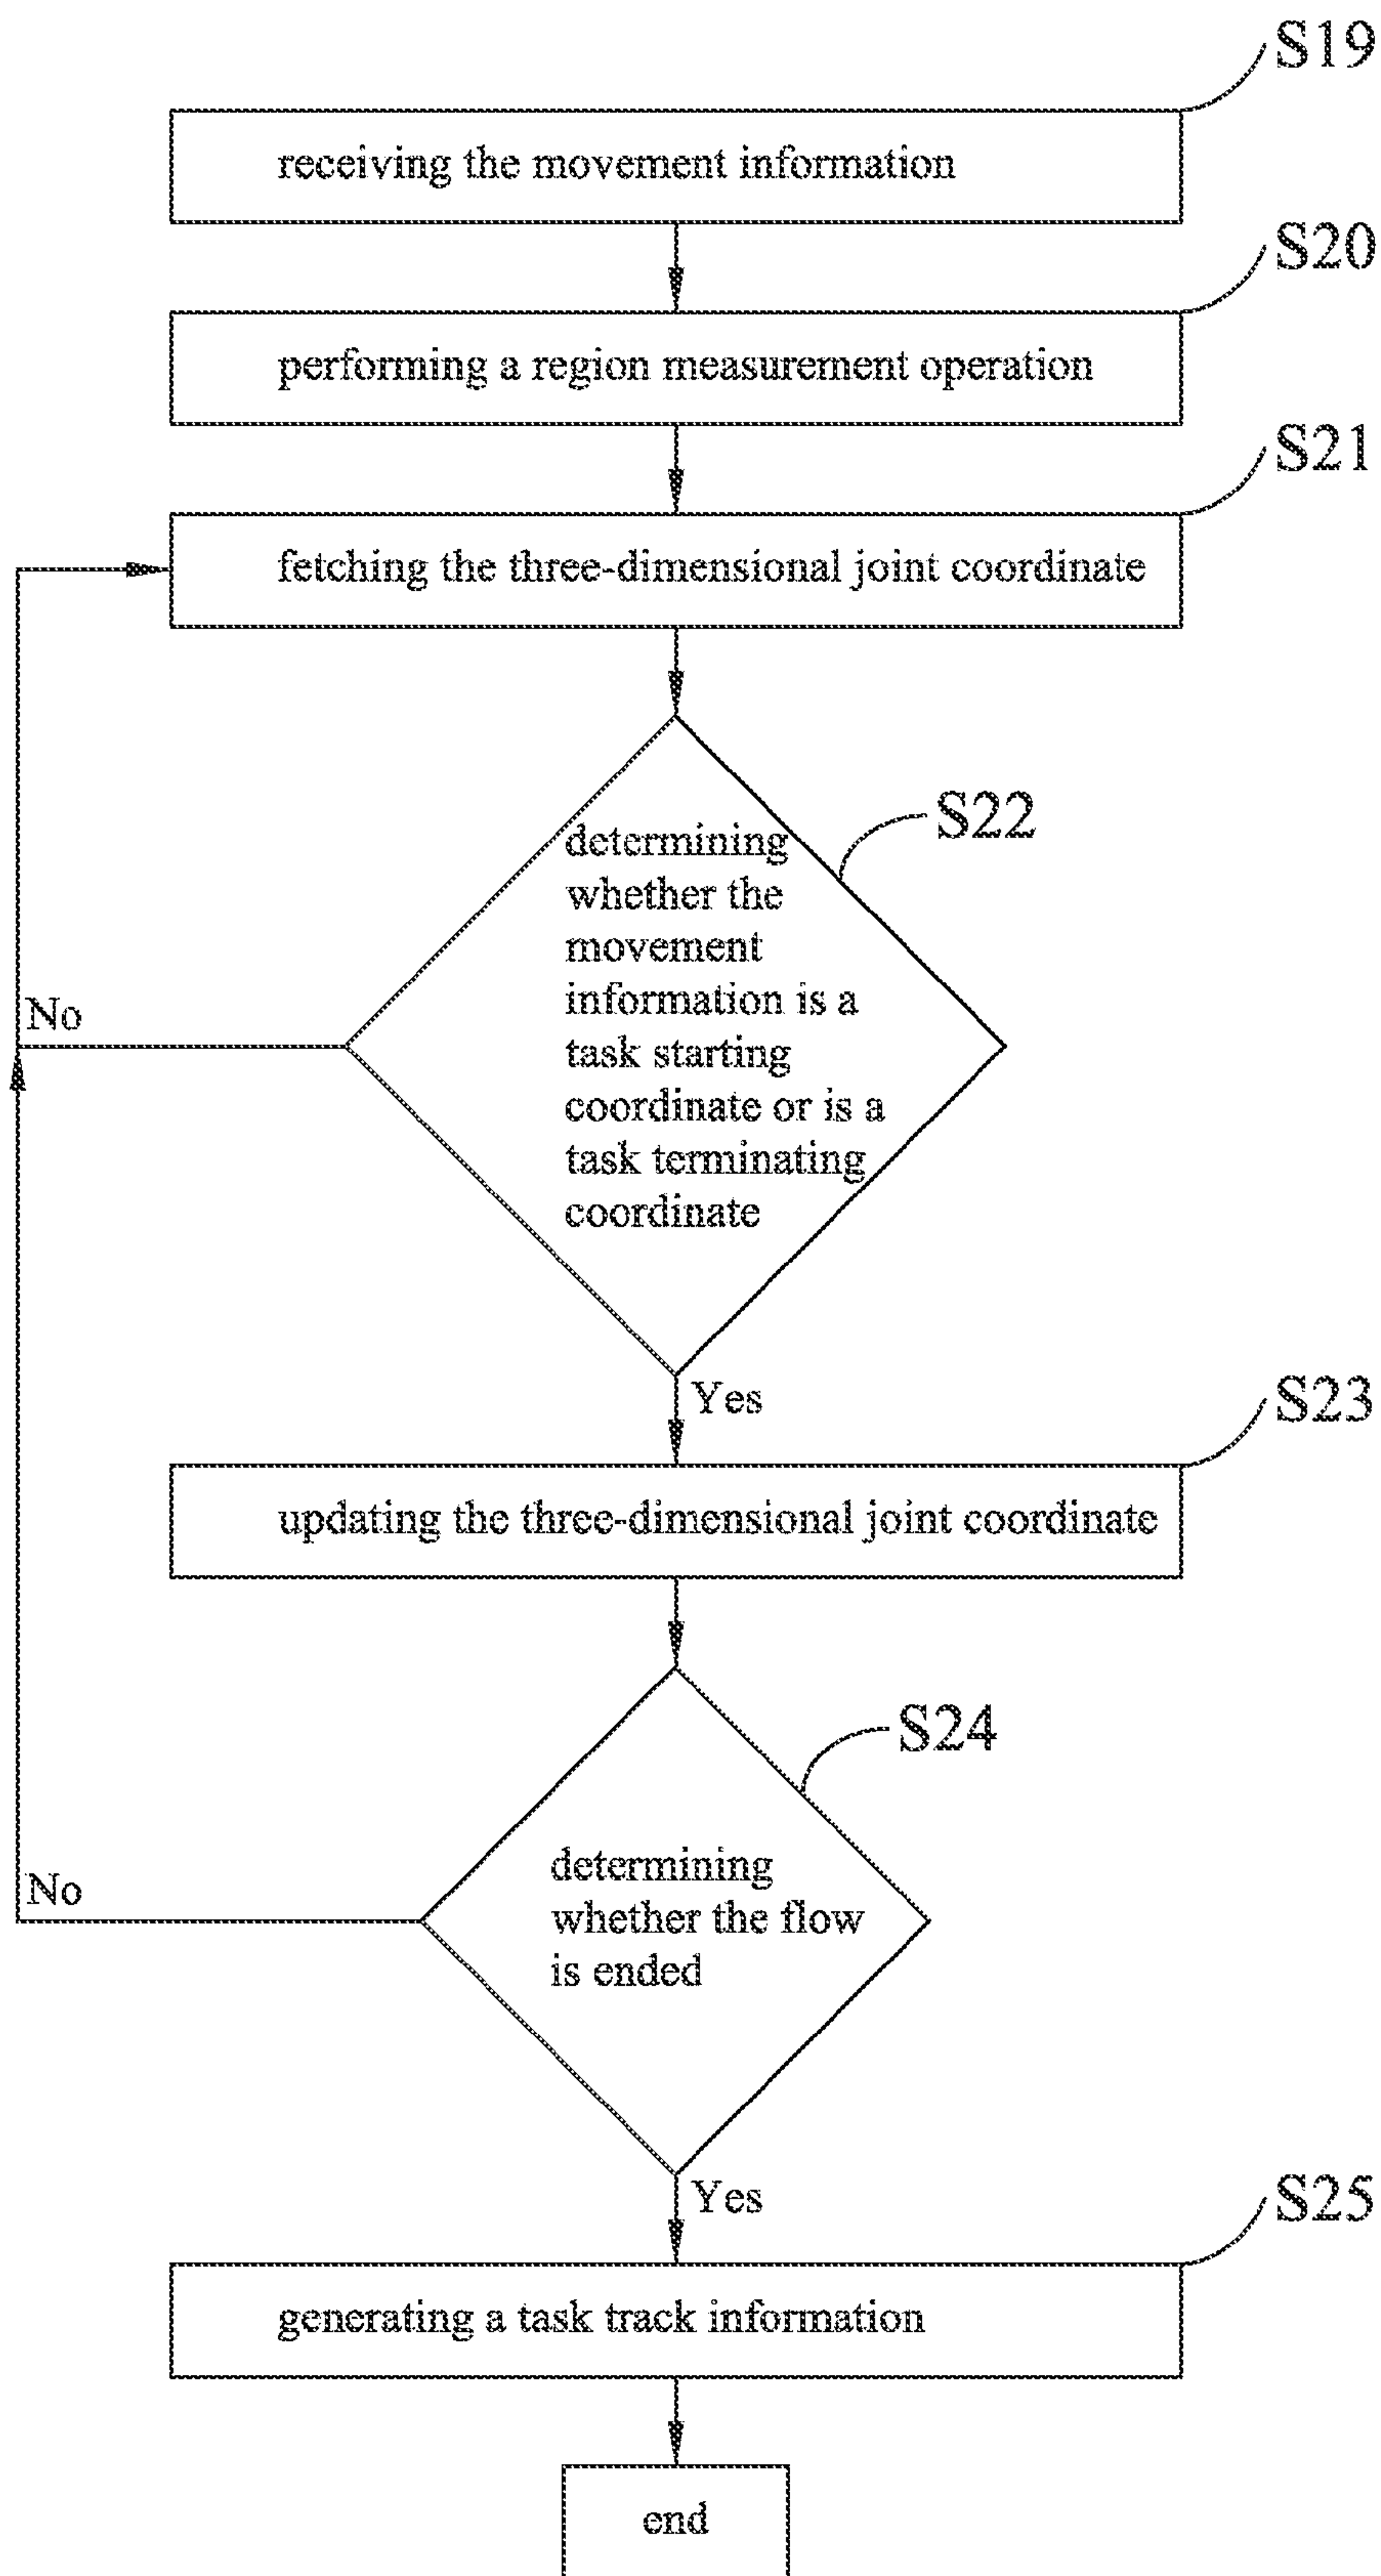 S19
receiving the movement information
S20
performing a region measurement operation
S21
fetching the three-dimensional joint coordinate
S22
determining
whether the
movement
information is a
task starting
coordinate or is a
task terminating
coordinate
No
Yes
S23
updating the three-dimensional joint coordinate
S24
determining
whether the flow
is ended
No
Yes
S25
generating a task track information
end